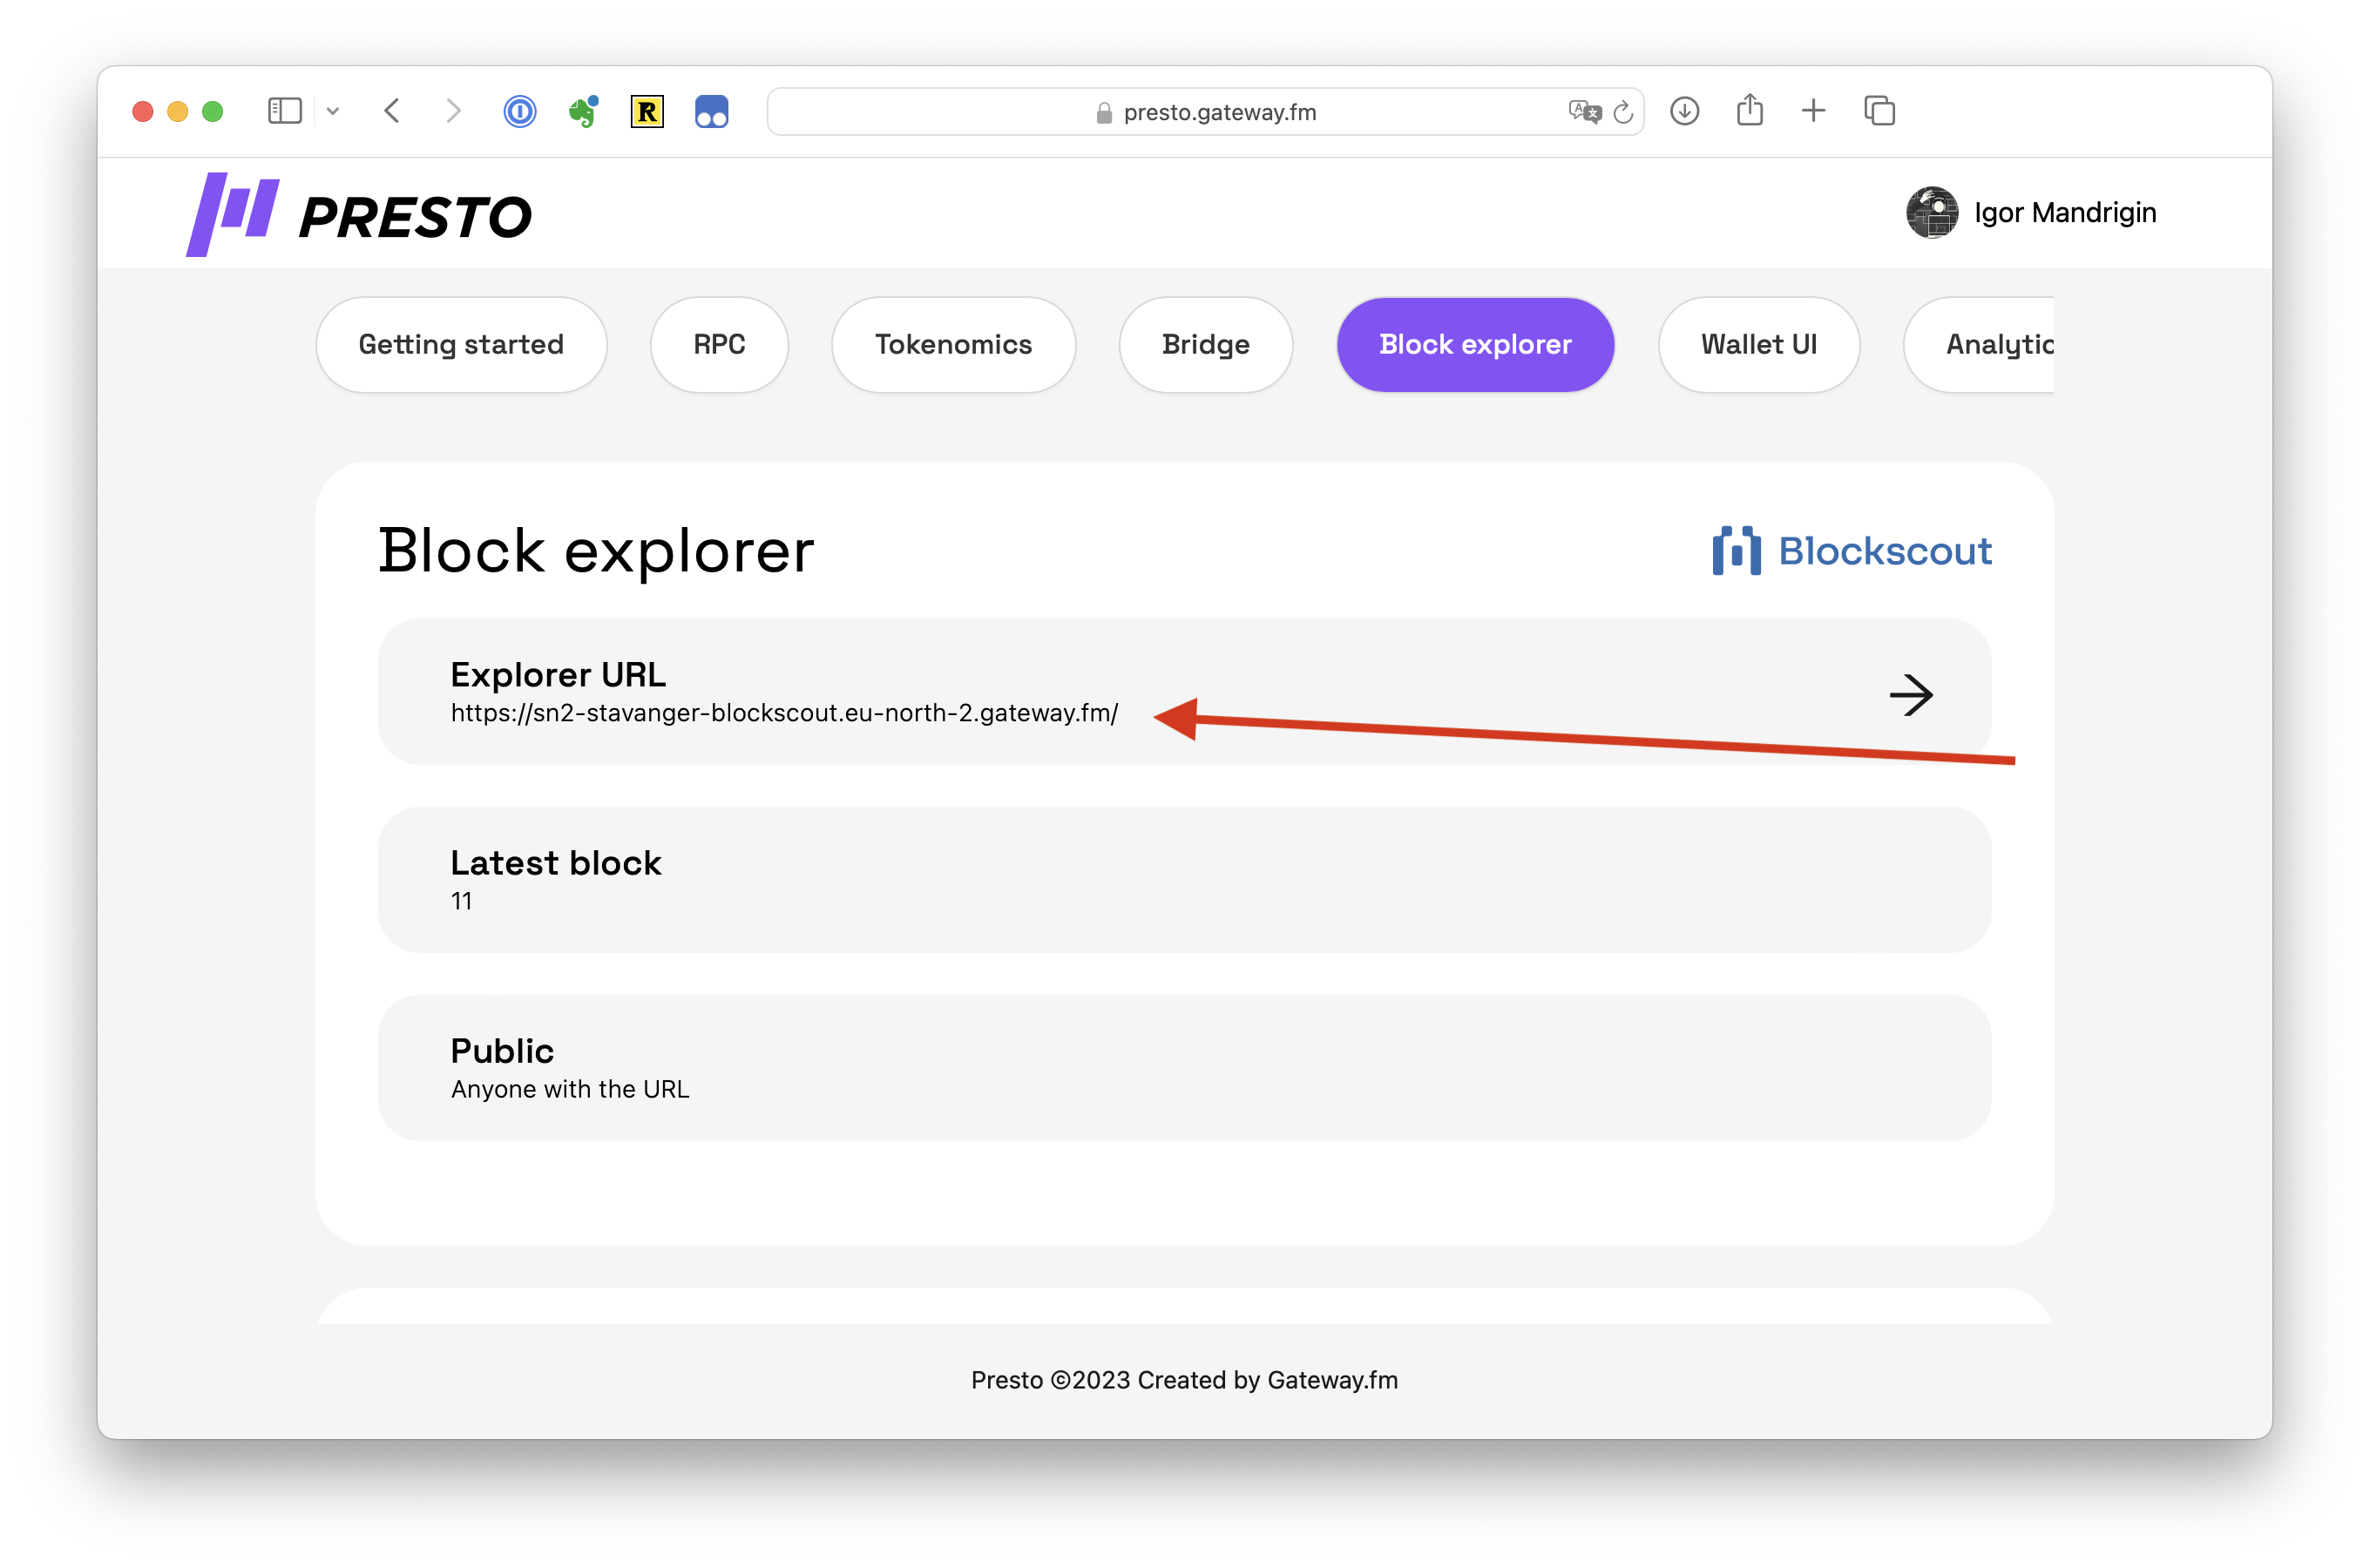 presto.gateway.fm
PRESTO
Igor Mandrigin
Getting started
RPC
Tokenomics
Bridge
Block explorer
Wallet UI
Analytic
Block explorer
Blockscout
Explorer URL
https://sn2-stavanger-blockscout.eu-north-2.gateway.fm/
Latest block
11
Public
Anyone with the URL
Presto ©2023 Created by Gateway.fm